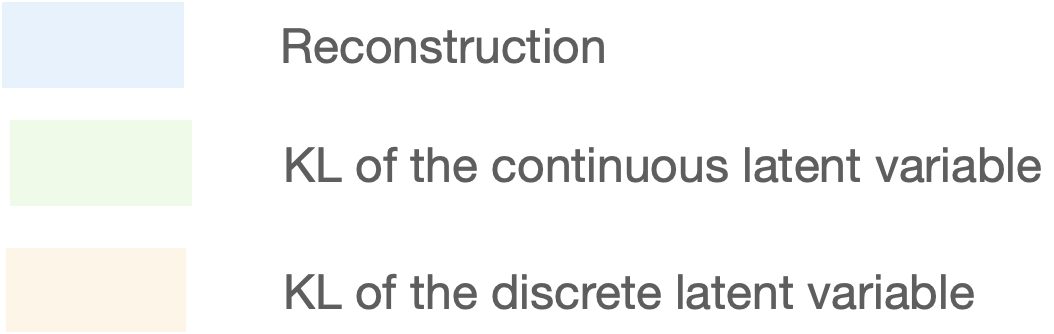 Reconstruction
KL of the continuous latent variable
KL of the discrete latent variable